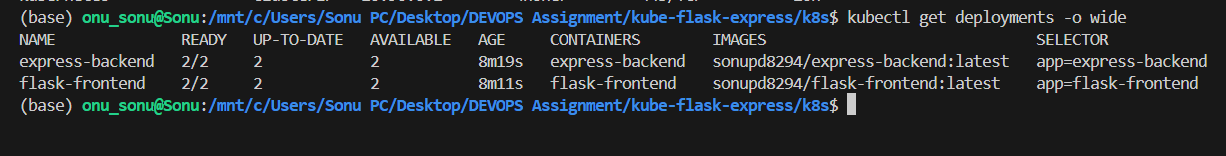 (base) onu_sonu@Sonu:/mnt/c/Users/Sonu PC/Desktop/DEVOPS Assignment/kube-flask-express/k8s$ kubectl get deployments -o wide
NAME READY UP-TO-DATE AVAILABLE AGE CONTAINERS IMAGES SELECTOR
express-backend 2/2 2 2 8m19s express-backend sonupd8294/express-backend:latest app=express-backend
flask-frontend 2/2 2 2 8m11s flask-frontend sonupd8294/flask-frontend:latest app=flask-frontend
(base) onu_sonu@Sonu:/mnt/c/Users/Sonu PC/Desktop/DEVOPS Assignment/kube-flask-express/k8s$